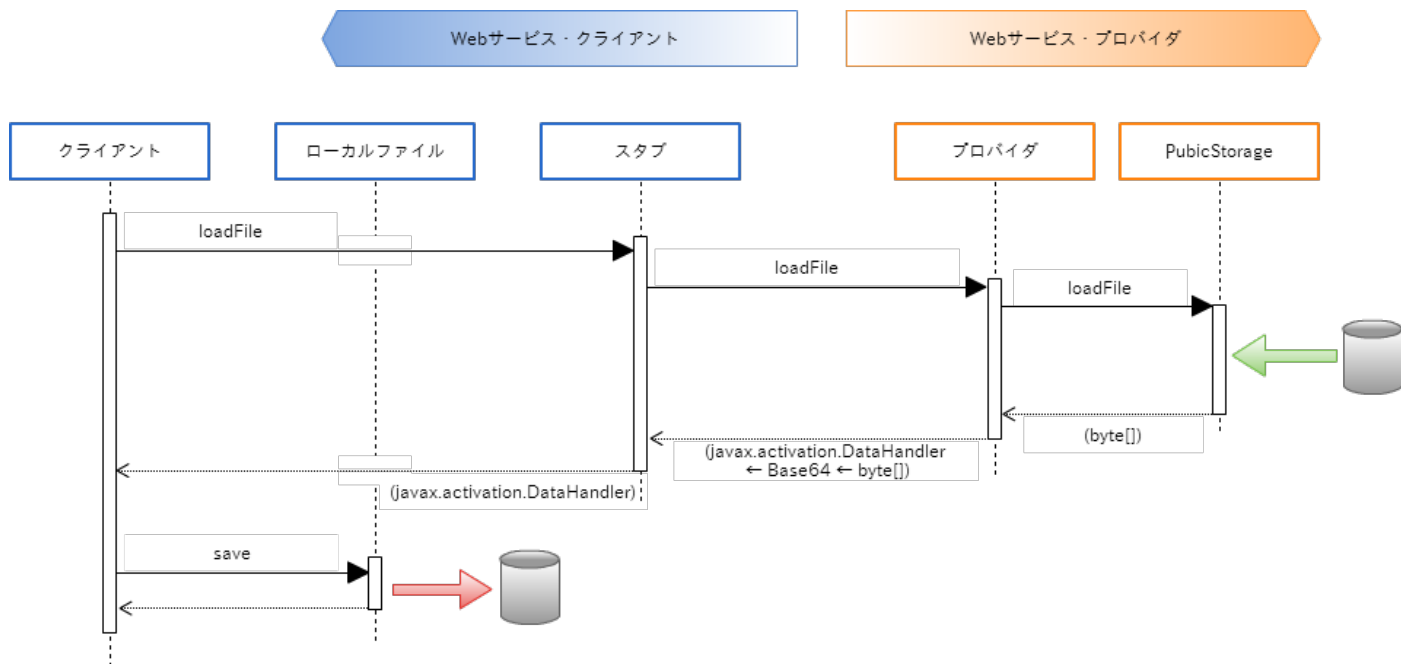 Webサービス・クライアント
Webサービス・プロバイダ
クライアント
ローカルファイル
スタブ
プロバイダ
PubicStorage
loadFile
loadFile
loadFile
(byte[])
(javax.activation.DataHandler
← Base64 ← byte[])
(javax.activation.DataHandler)
save